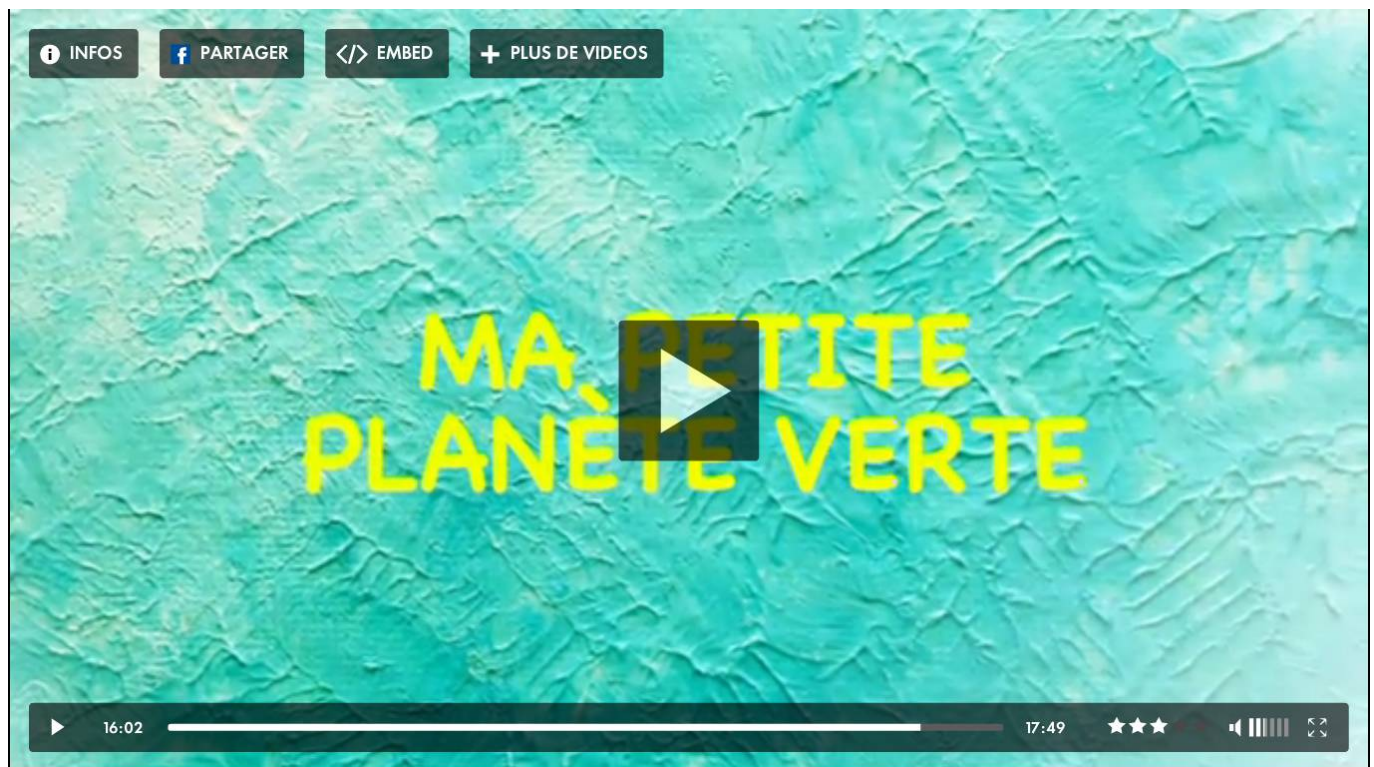 INFOS
PARTAGER
EMBED
PLUS DE VIDEOS
MA PETITE
PLANÈTE VERTE
16:02
17:49